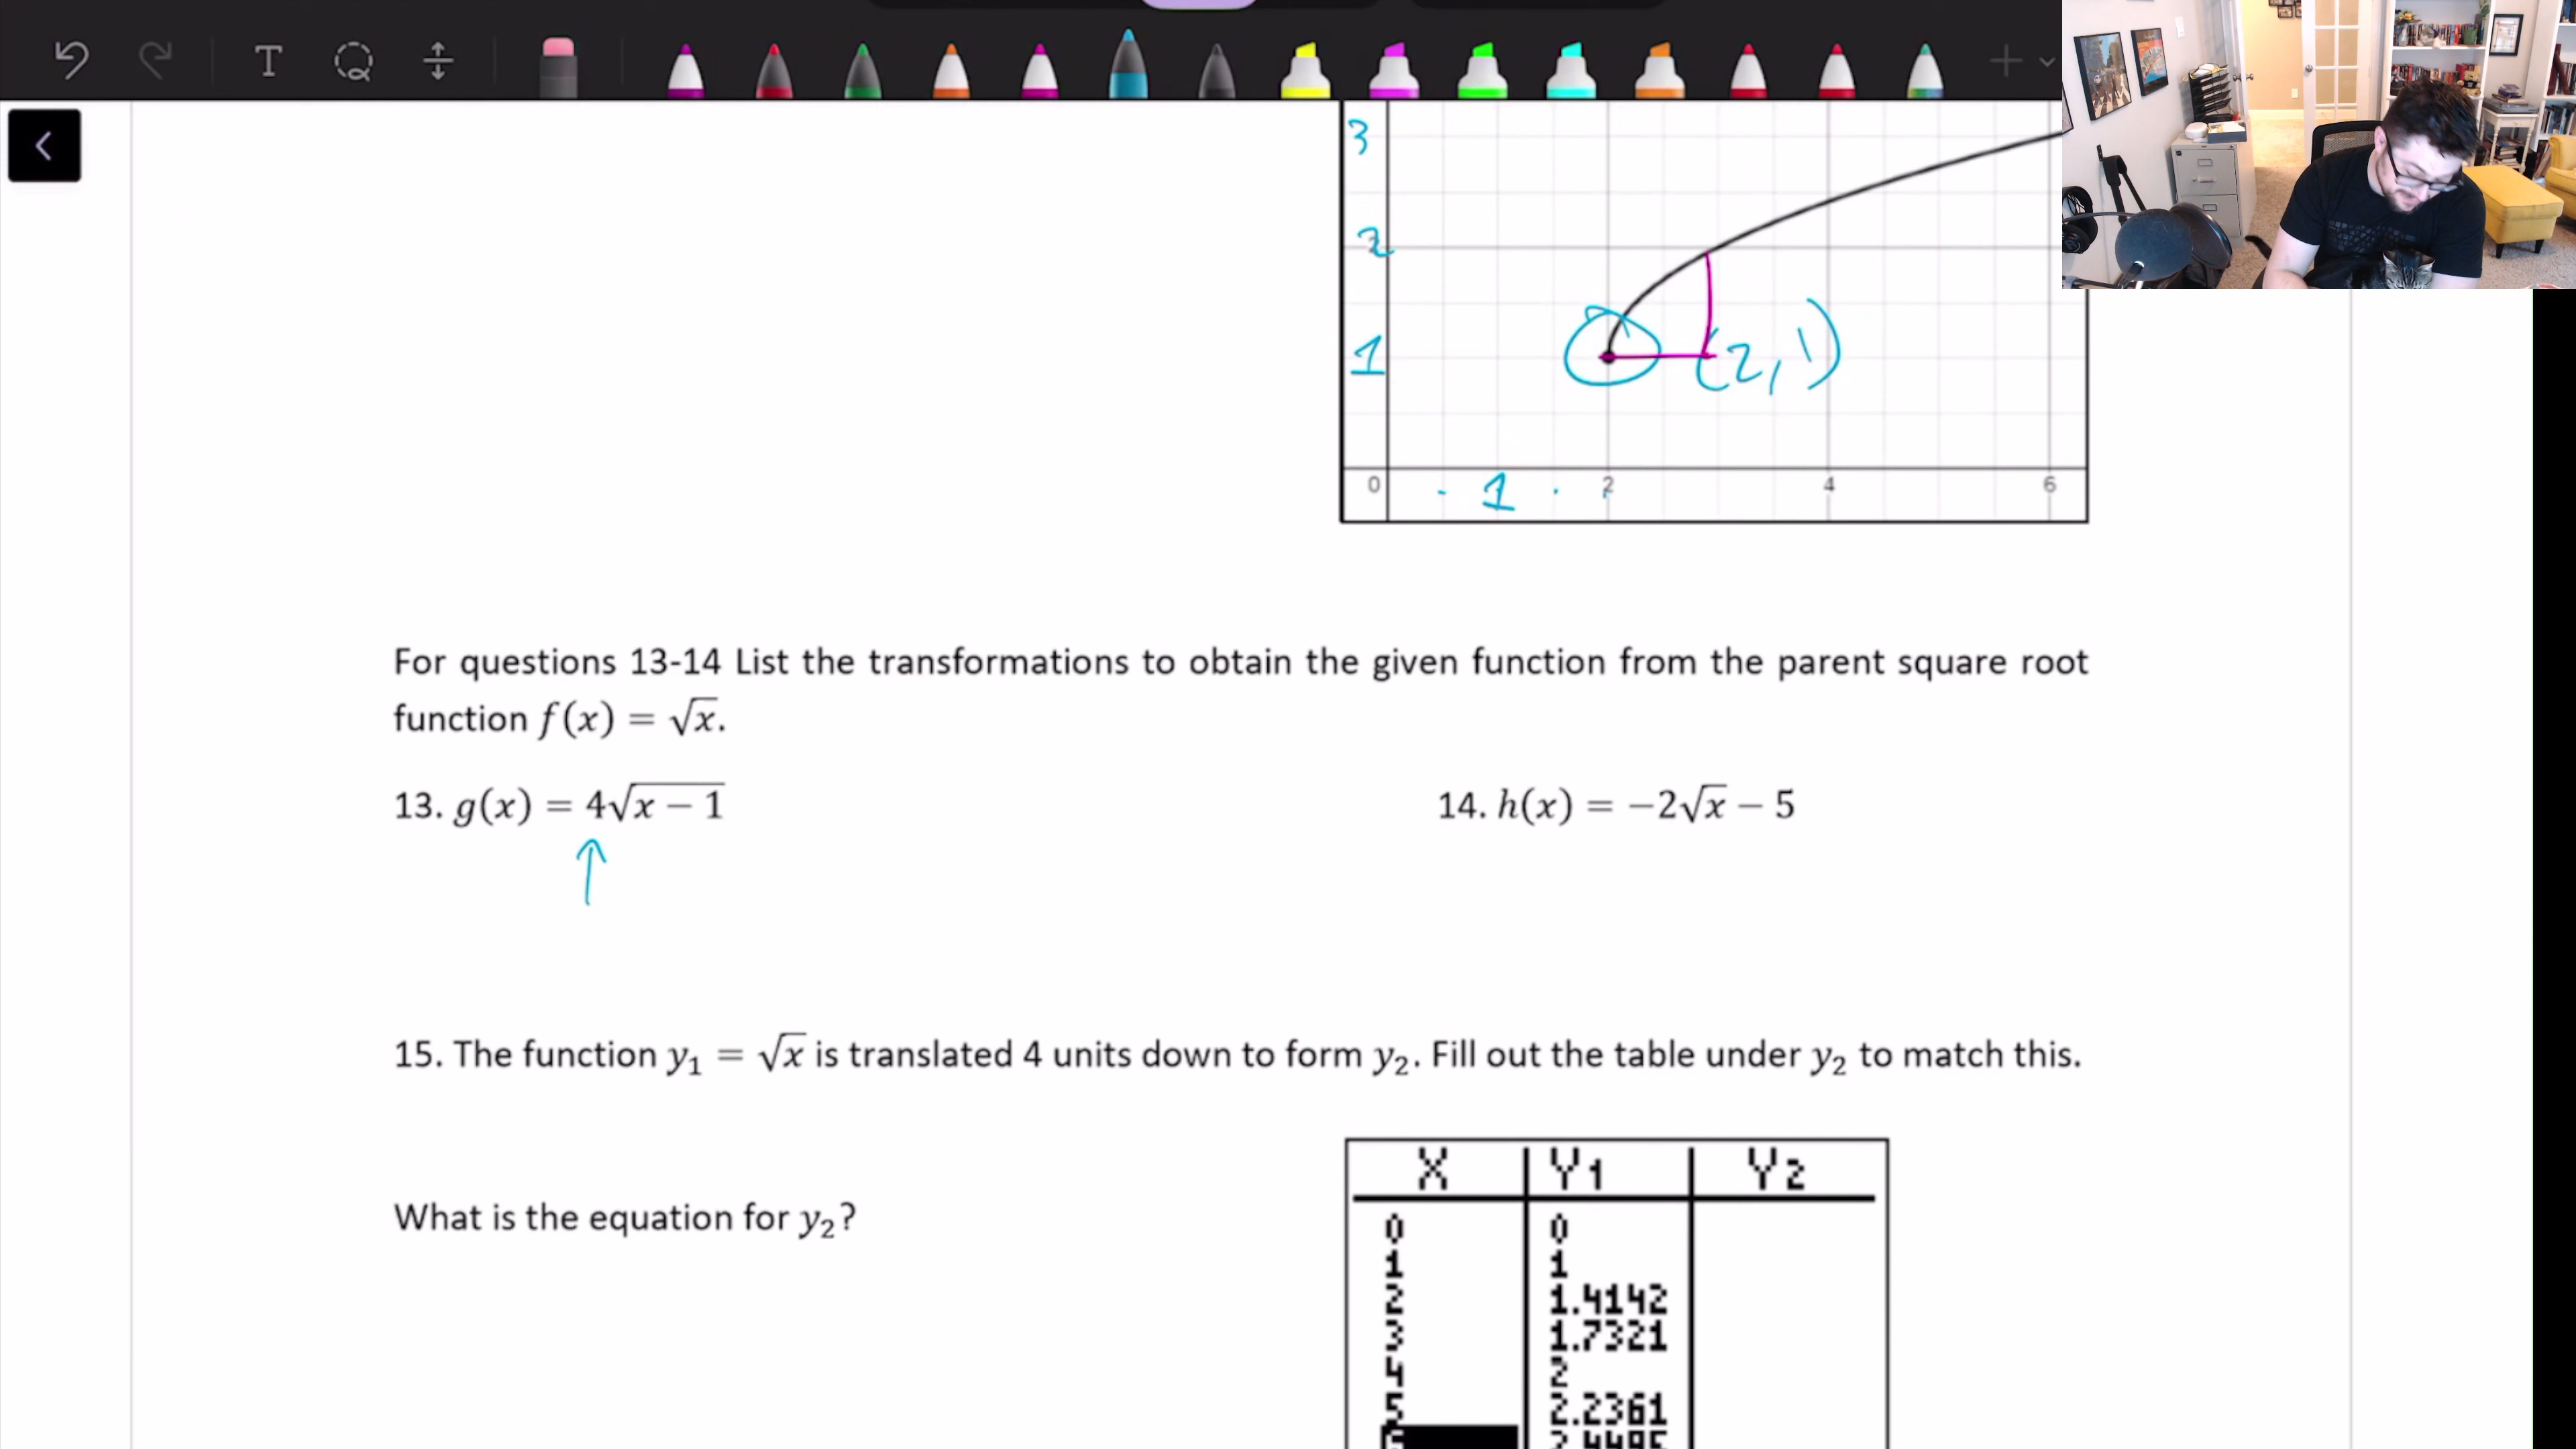 T
3
2
1
(2,1)
0 1 2 4 6
For questions 13-14 List the transformations to obtain the given function from the parent square root
function f(x) = √x.
13. g(x) = 4√(x − 1)
14. h(x) = −2√x − 5
15. The function y₁ = √x is translated 4 units down to form y₂. Fill out the table under y₂ to match this.
What is the equation for y₂?
X Y1 Y2
0 0
1 1
2 1.4142
3 1.7321
4 2
5 2.2361